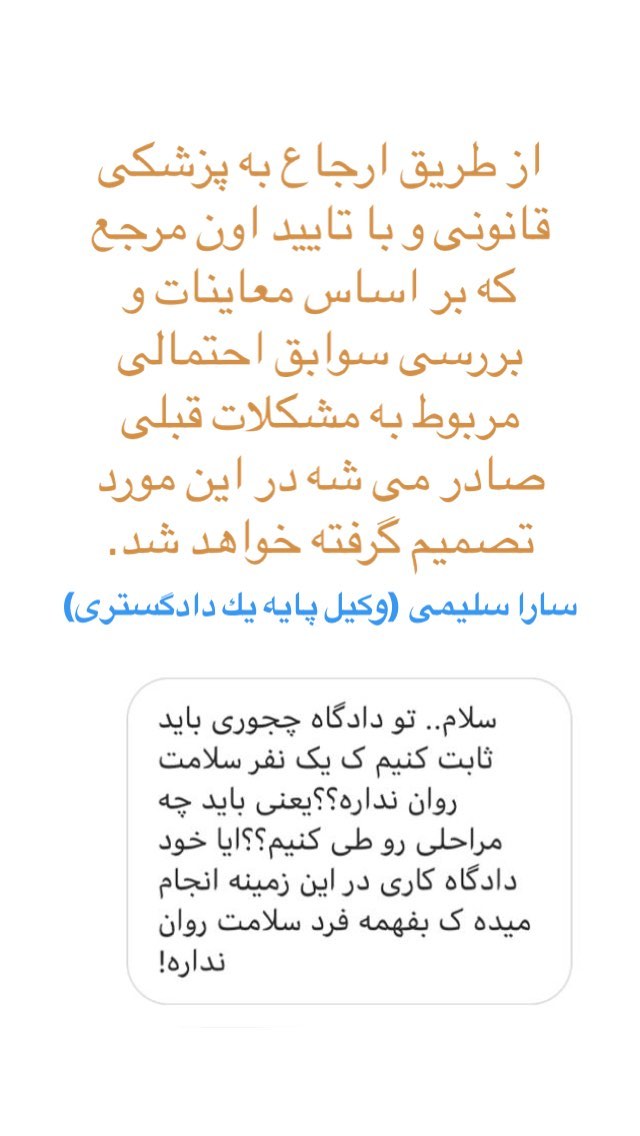 از طریق ارجاع به پزشکی
قانونی و با تایید اون مرجع
که بر اساس معاینات و
بررسی سوابق احتمالی
مربوط به مشکلات قبلی
صادر می شه در این مورد
تصمیم گرفته خواهد شد.
سارا سلیمی (وکیل پایه یك دادگستری)
سلام.. تو دادگاه چجوری باید
ثابت کنیم ک یک نفر سلامت
روان نداره؟؟یعنی باید چه
مراحلی رو طی کنیم؟؟ایا خود
دادگاه کاری در این زمینه انجام
میده ک بفهمه فرد سلامت روان
نداره!